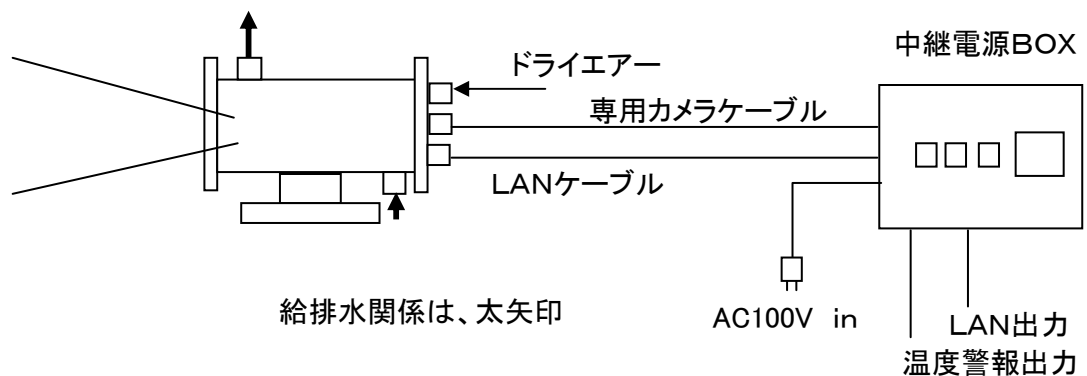 中継電源BOX
ドライエアー
専用カメラケーブル
LANケーブル
給排水関係は、太矢印
AC100V in
LAN出力
温度警報出力